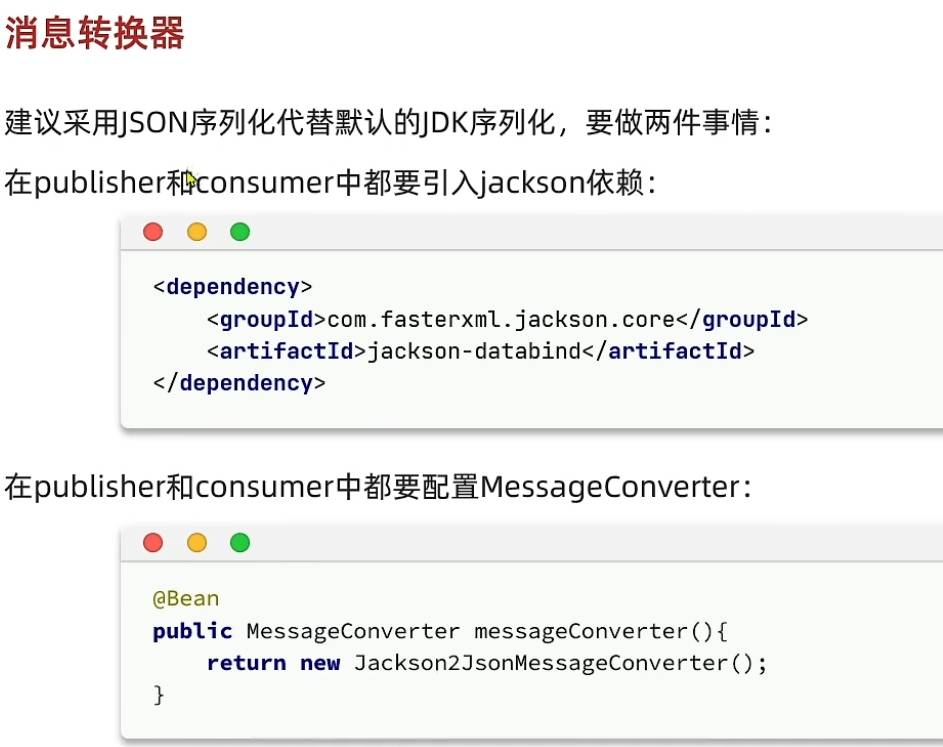 消息转换器
建议采用JSON序列化代替默认的JDK序列化，要做两件事情：
在publisher和consumer中都要引入jackson依赖：
<dependency>
    <groupId>com.fasterxml.jackson.core</groupId>
    <artifactId>jackson-databind</artifactId>
</dependency>
在publisher和consumer中都要配置MessageConverter：
@Bean
public MessageConverter messageConverter(){
    return new Jackson2JsonMessageConverter();
}